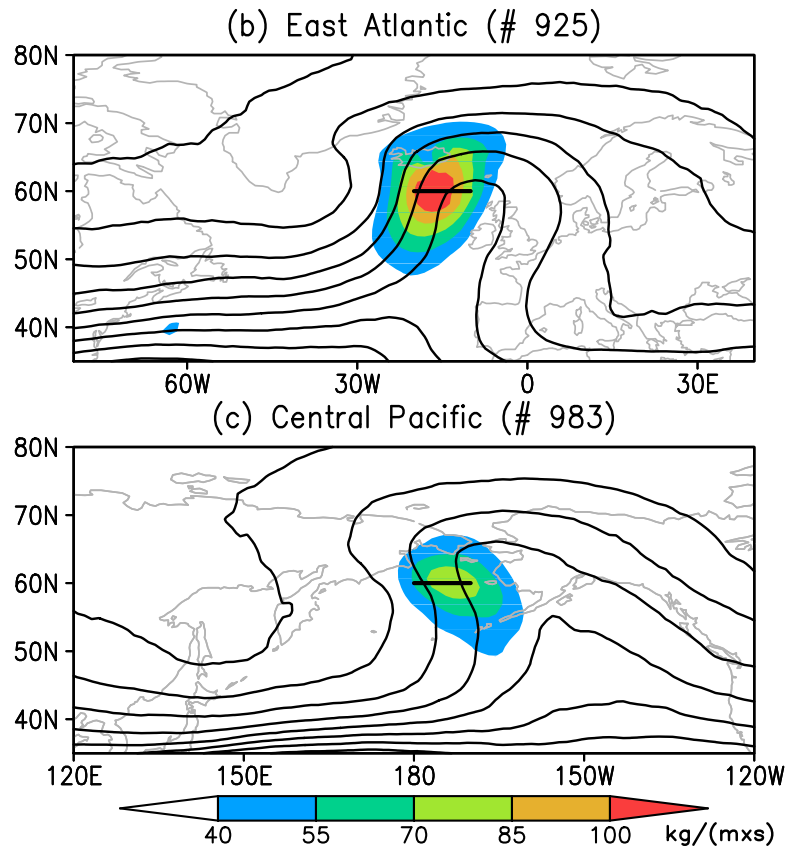 (b) East Atlantic (# 925)
80N
70N
60N
50N
40N
60W 30W 0 30E
(c) Central Pacific (# 983)
80N
70N
60N
50N
40N
120E 150E 180 150W 120W
40 55 70 85 100 kg/(mxs)